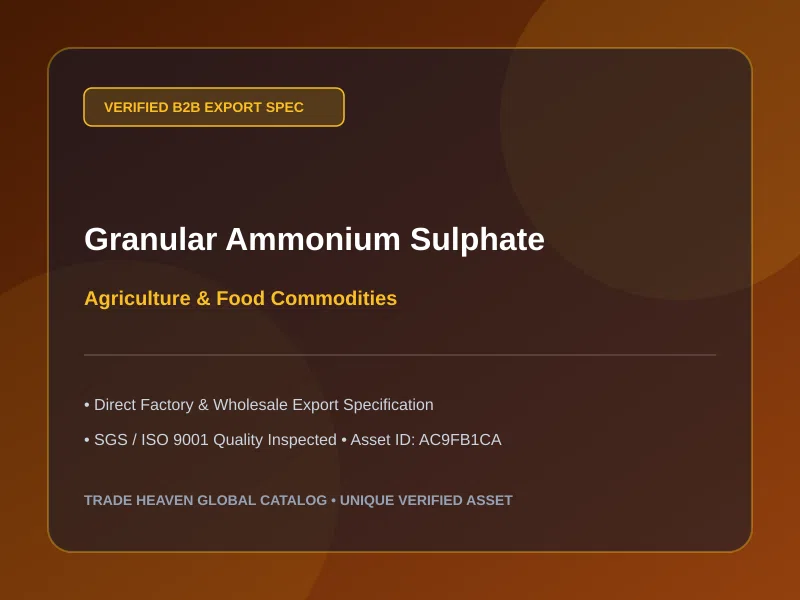 VERIFIED B2B EXPORT SPEC
Granular Ammonium Sulphate
Agriculture & Food Commodities
• Direct Factory & Wholesale Export Specification
• SGS / ISO 9001 Quality Inspected • Asset ID: AC9FB1CA
TRADE HEAVEN GLOBAL CATALOG • UNIQUE VERIFIED ASSET